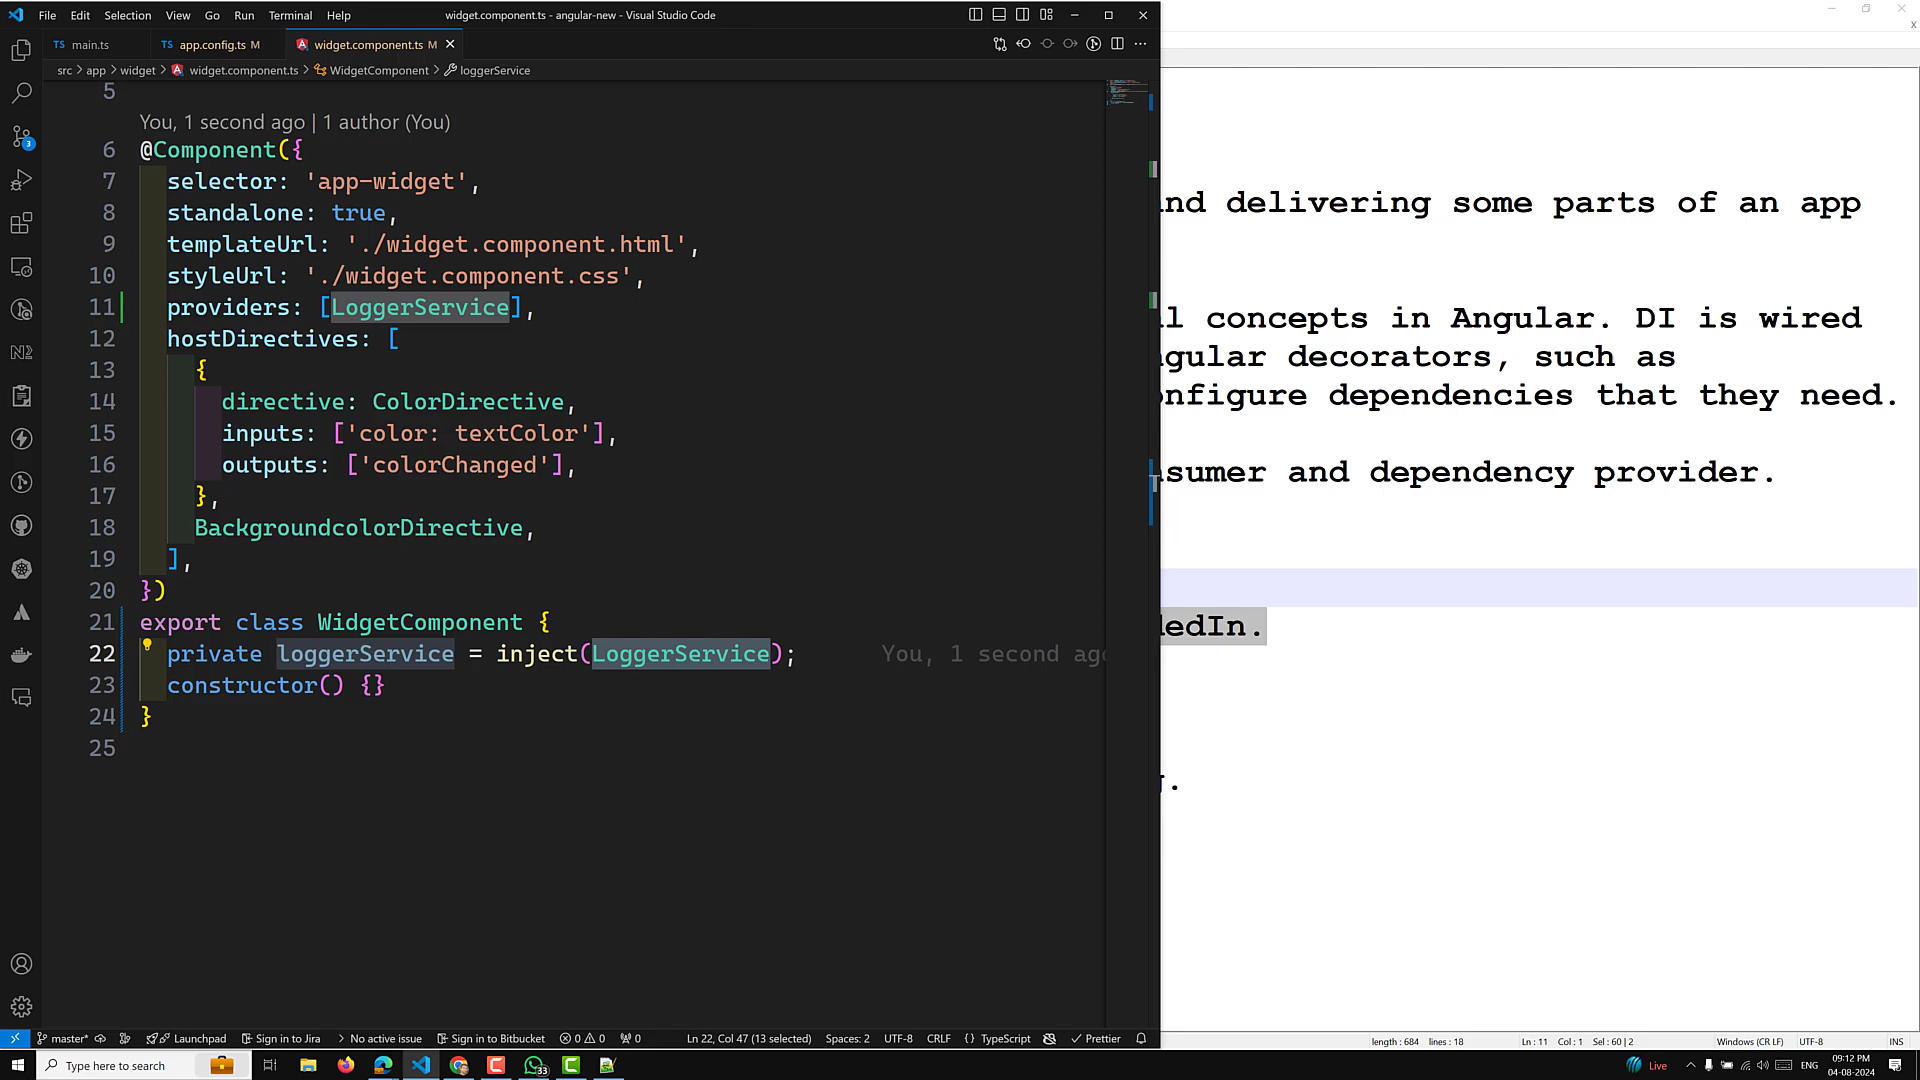 File Edit Selection View Go Run Terminal Help
widget.component.ts - angular-new - Visual Studio Code
TS main.ts
TS app.config.ts M
widget.component.ts M
src > app > widget > widget.component.ts > WidgetComponent > loggerService
5
You, 1 second ago | 1 author (You)
6 @Component({
7 selector: 'app-widget',
8 standalone: true,
9 templateUrl: './widget.component.html',
10 styleUrl: './widget.component.css',
11 providers: [LoggerService],
12 hostDirectives: [
13 {
14 directive: ColorDirective,
15 inputs: ['color: textColor'],
16 outputs: ['colorChanged'],
17 },
18 BackgroundcolorDirective,
19 ],
20 })
21 export class WidgetComponent {
22 private loggerService = inject(LoggerService); You, 1 second ago
23 constructor() {}
24 }
25
nd delivering some parts of an app
l concepts in Angular. DI is wired
gular decorators, such as
nfigure dependencies that they need.
sumer and dependency provider.
edIn.
.
3
N2
master* Launchpad Sign in to Jira > No active issue Sign in to Bitbucket 0 0 0 Ln 22, Col 47 (13 selected) Spaces: 2 UTF-8 CRLF {} TypeScript Prettier
length : 684 lines : 18 Ln : 11 Col : 1 Sel : 60 | 2 Windows (CR LF) UTF-8 INS
Type here to search
33
Live
ENG
09:12 PM
04-08-2024